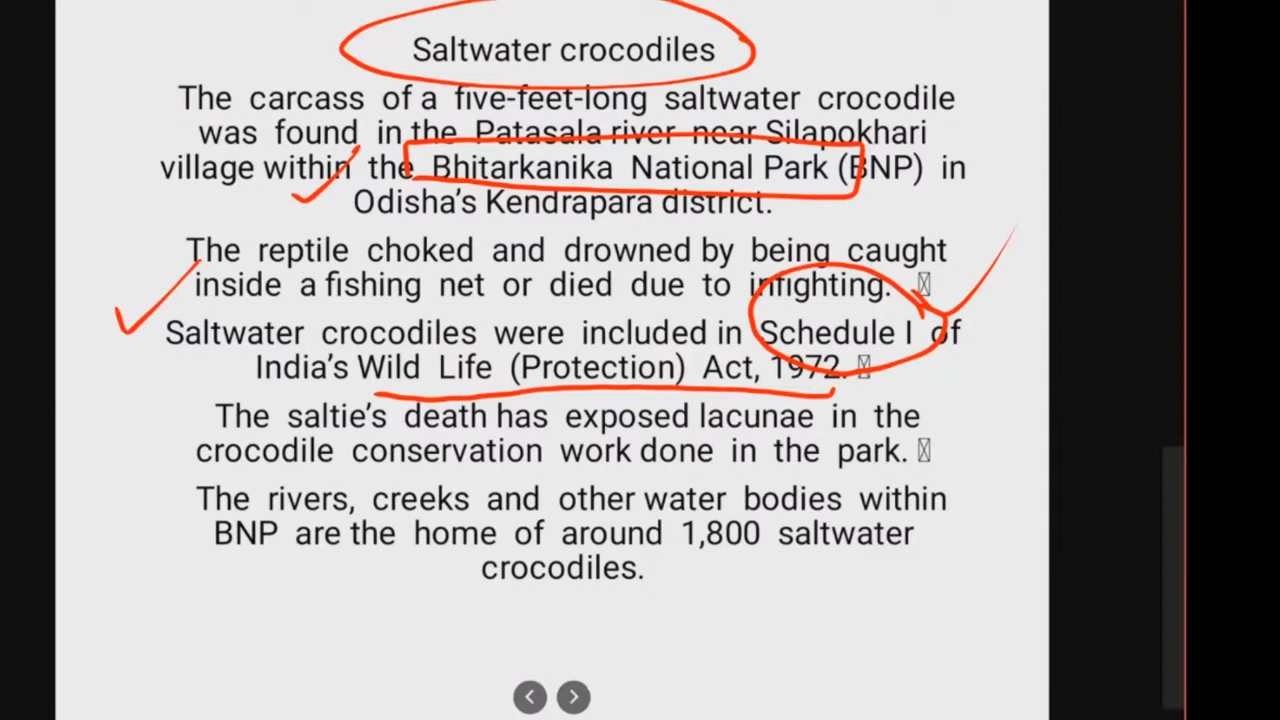 Saltwater crocodiles
The carcass of a five-feet-long saltwater crocodile
was found in the Patasala river near Silapokhari
village within the Bhitarkanika National Park (BNP) in
Odisha’s Kendrapara district.
The reptile choked and drowned by being caught
inside a fishing net or died due to infighting.
Saltwater crocodiles were included in Schedule I of
India’s Wild Life (Protection) Act, 1972.
The saltie’s death has exposed lacunae in the
crocodile conservation work done in the park.
The rivers, creeks and other water bodies within
BNP are the home of around 1,800 saltwater
crocodiles.